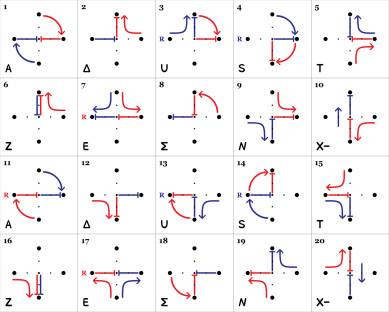 1 2 3 4 5
R R
A Δ U S T
6 7 8 9 10
R
Z E Σ N X-
11 12 13 14 15
R R
A Δ U S T
16 17 18 19 20
Z E Σ N X-